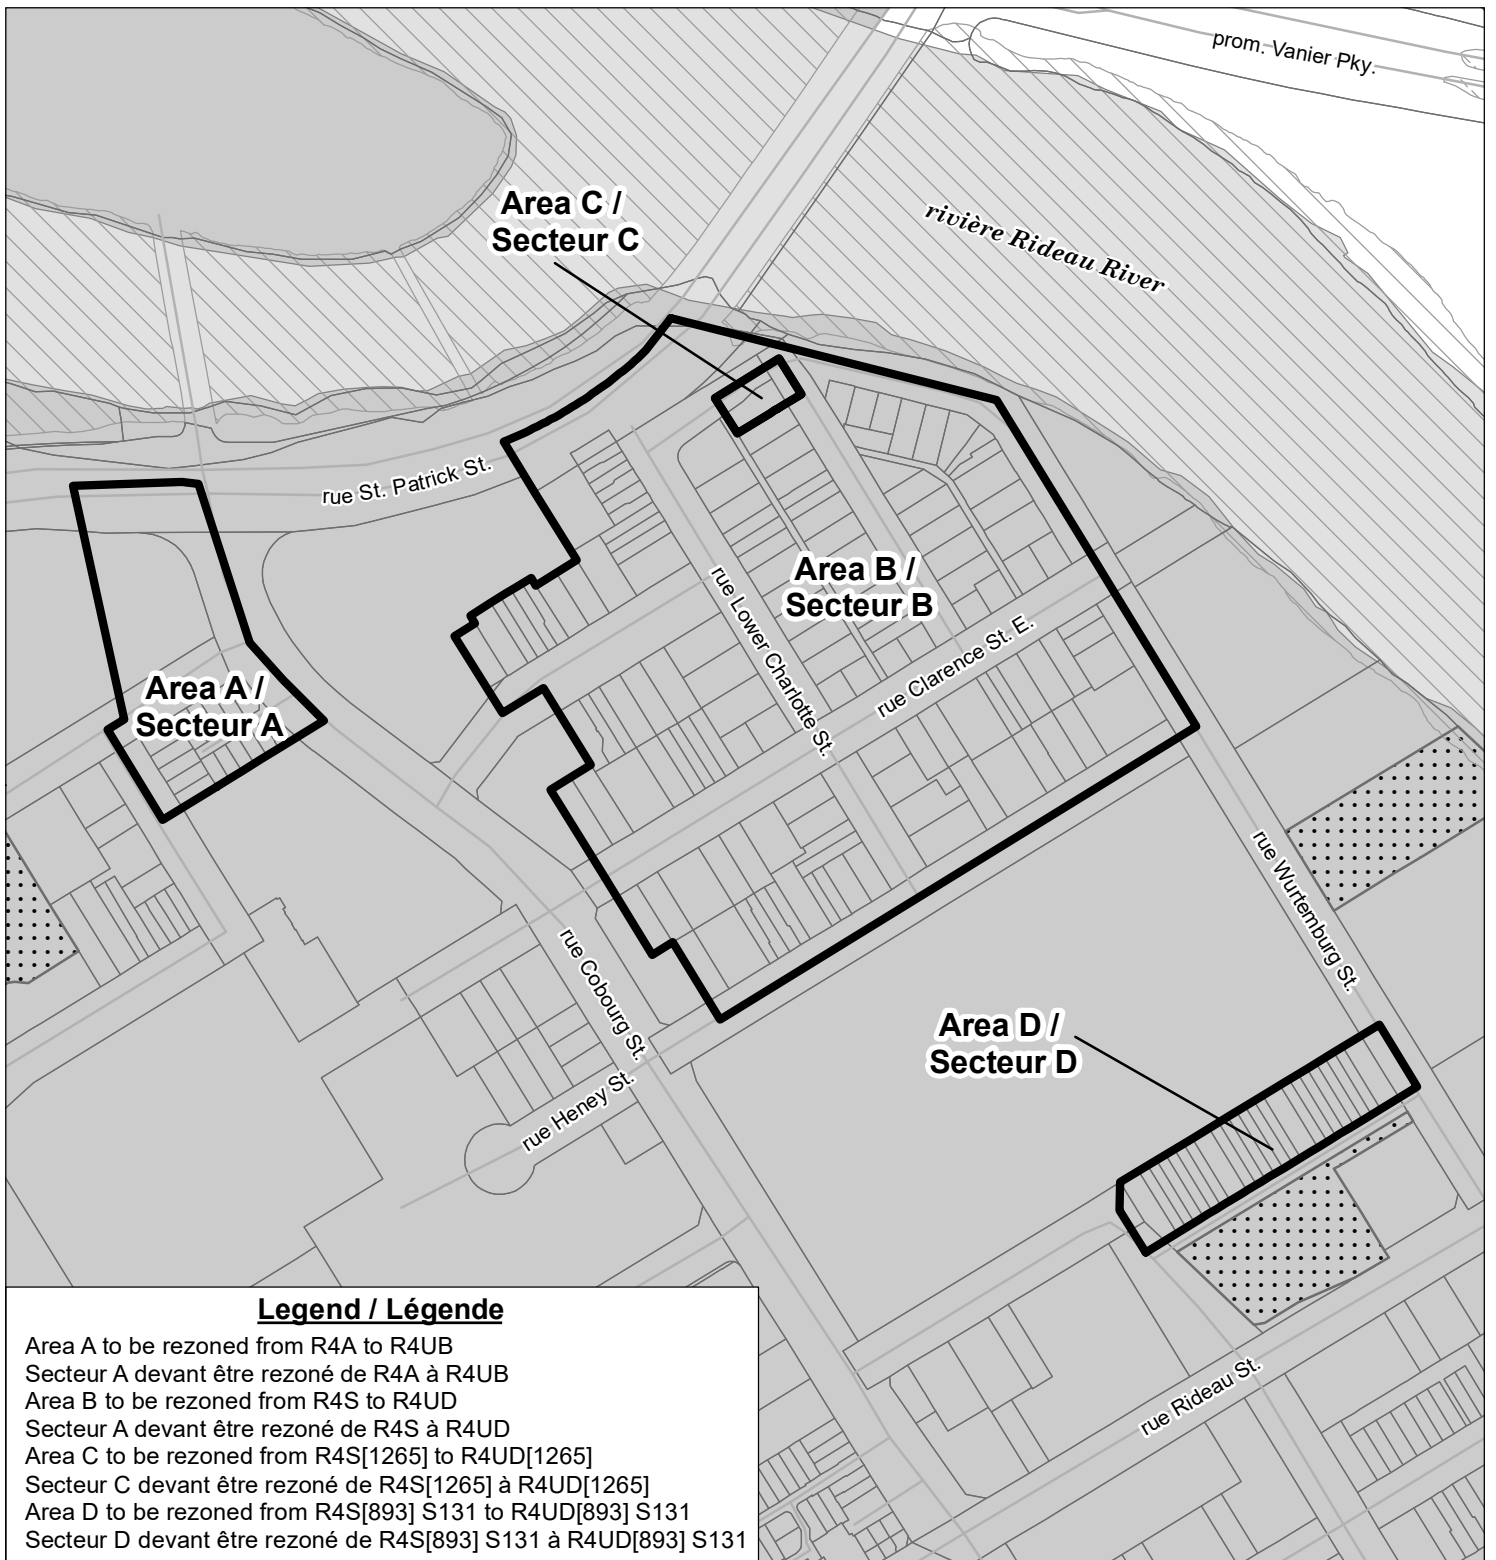 prom. Vanier Pky.
Area C /
Secteur C
rivière Rideau River
rue St. Patrick St.
Area B /
Secteur B
rue Lower Charlotte St.
rue Clarence St. E.
Area A /
Secteur A
rue Wurtemburg St.
rue Cobourg St.
Area D /
Secteur D
rue Heney St.
rue Rideau St.
Legend / Légende
Area A to be rezoned from R4A to R4UB
Secteur A devant être rezoné de R4A à R4UB
Area B to be rezoned from R4S to R4UD
Secteur A devant être rezoné de R4S à R4UD
Area C to be rezoned from R4S[1265] to R4UD[1265]
Secteur C devant être rezoné de R4S[1265] à R4UD[1265]
Area D to be rezoned from R4S[893] S131 to R4UD[893] S131
Secteur D devant être rezoné de R4S[893] S131 à R4UD[893] S131